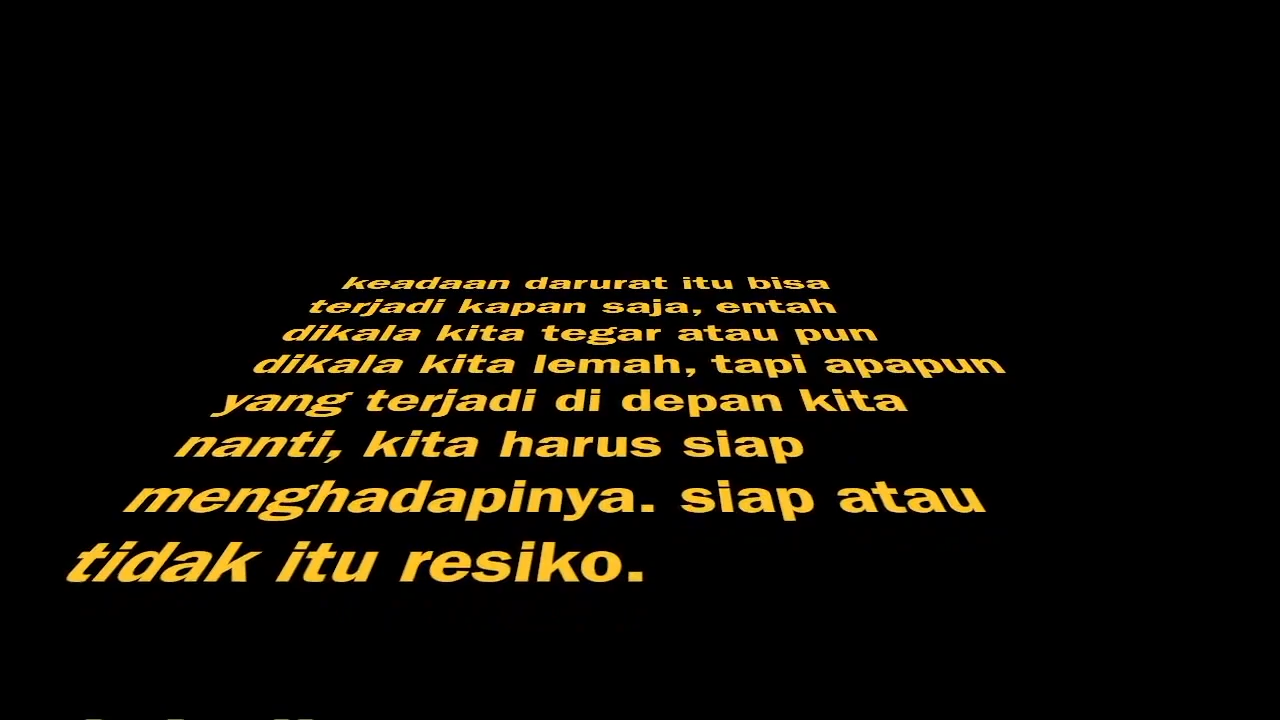 keadaan darurat itu bisa
terjadi kapan saja, entah
dikala kita tegar atau pun
dikala kita lemah, tapi apapun
yang terjadi di depan kita
nanti, kita harus siap
menghadapinya. siap atau
tidak itu resiko.